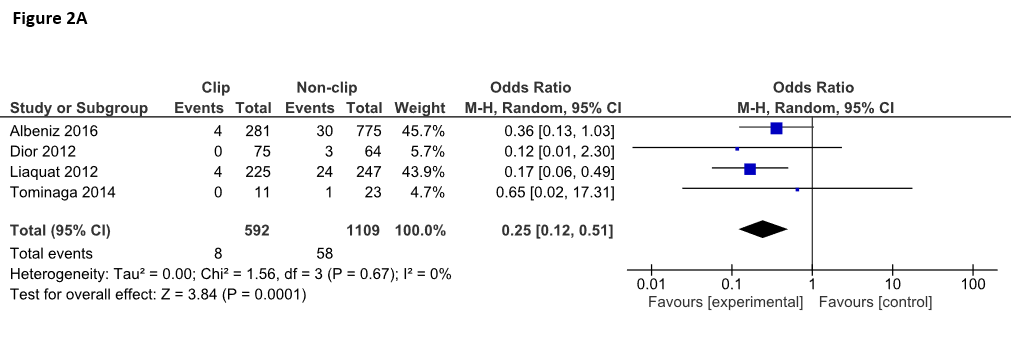 Figure 2A
Clip Non-clip Odds Ratio Odds Ratio
Study or Subgroup Events Total Events Total Weight M-H, Random, 95% CI M-H, Random, 95% CI
Albeniz 2016 4 281 30 775 45.7% 0.36 [0.13, 1.03]
Dior 2012 0 75 3 64 5.7% 0.12 [0.01, 2.30]
Liaquat 2012 4 225 24 247 43.9% 0.17 [0.06, 0.49]
Tominaga 2014 0 11 1 23 4.7% 0.65 [0.02, 17.31]
Total (95% CI) 592 1109 100.0% 0.25 [0.12, 0.51]
Total events 8 58
Heterogeneity: Tau² = 0.00; Chi² = 1.56, df = 3 (P = 0.67); I² = 0%
Test for overall effect: Z = 3.84 (P = 0.0001)
0.01 0.1 1 10 100
Favours [experimental] Favours [control]